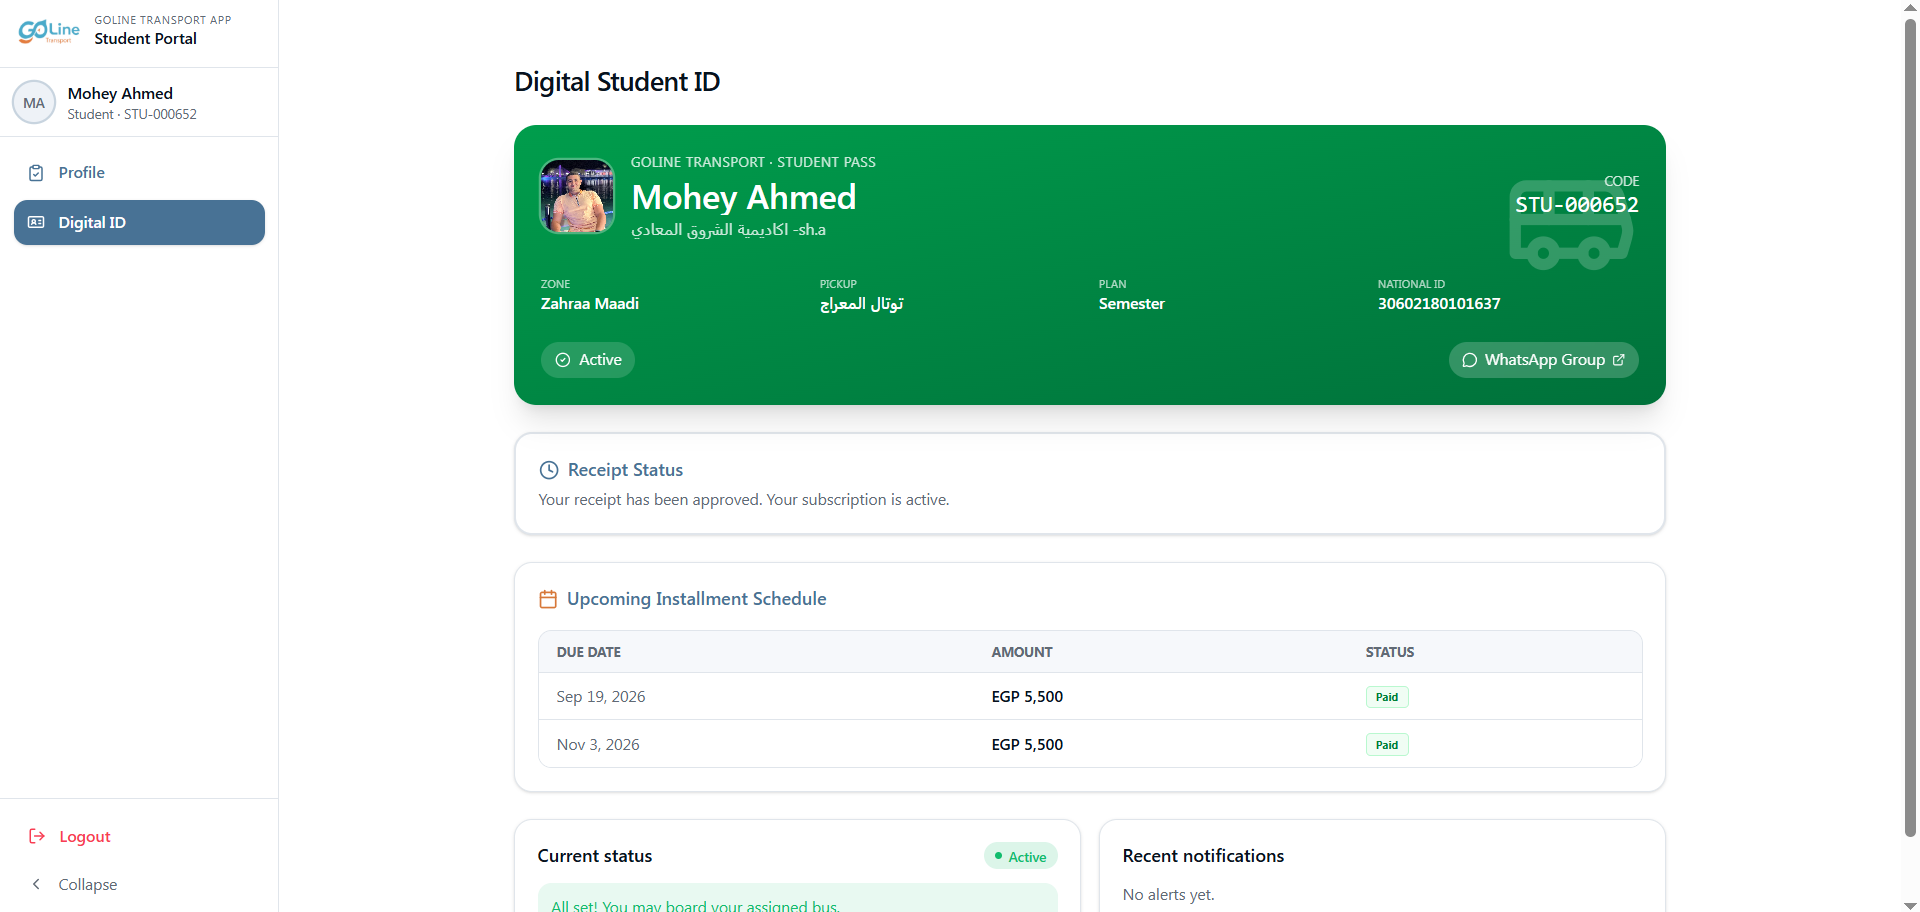 GOLine
Transport
GOLINE TRANSPORT APP
Student Portal
MA
Mohey Ahmed
Student · STU-000652
Profile
Digital ID
Logout
Collapse
Digital Student ID
GOLINE TRANSPORT · STUDENT PASS
Mohey Ahmed
اكاديمية الشروق المعادي -sh.a
CODE
STU-000652
ZONE
Zahraa Maadi
PICKUP
توتال المعراج
PLAN
Semester
NATIONAL ID
30602180101637
Active
WhatsApp Group
Receipt Status
Your receipt has been approved. Your subscription is active.
Upcoming Installment Schedule
DUE DATE AMOUNT STATUS
Sep 19, 2026 EGP 5,500 Paid
Nov 3, 2026 EGP 5,500 Paid
Current status
Active
All set! You may board your assigned bus.
Recent notifications
No alerts yet.